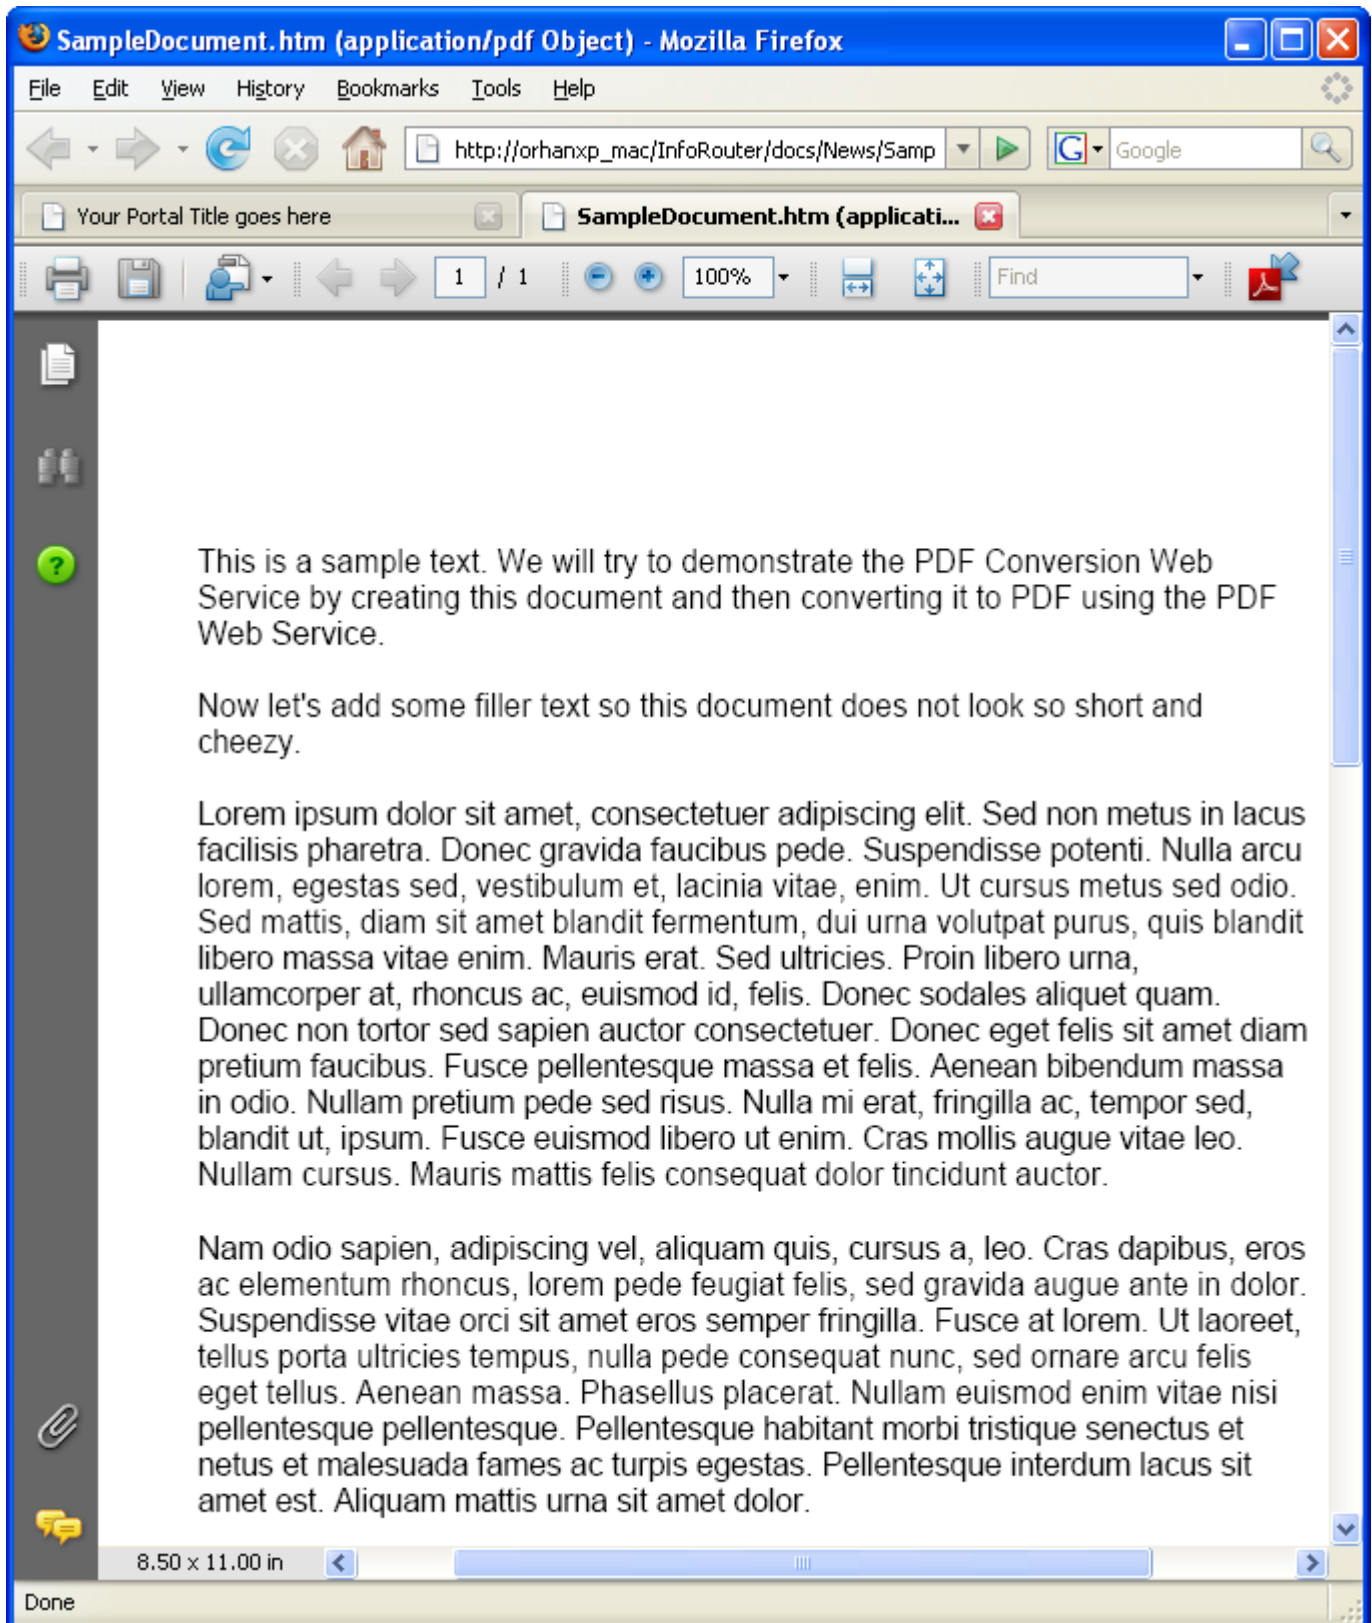 SampleDocument.htm (application/pdf Object) - Mozilla Firefox
File Edit View History Bookmarks Tools Help
http://orhanxp_mac/InfoRouter/docs/News/Samp G Google
Your Portal Title goes here SampleDocument.htm (applicati...
1 / 1 100% Find
This is a sample text. We will try to demonstrate the PDF Conversion Web
Service by creating this document and then converting it to PDF using the PDF
Web Service.
Now let's add some filler text so this document does not look so short and
cheezy.
Lorem ipsum dolor sit amet, consectetuer adipiscing elit. Sed non metus in lacus
facilisis pharetra. Donec gravida faucibus pede. Suspendisse potenti. Nulla arcu
lorem, egestas sed, vestibulum et, lacinia vitae, enim. Ut cursus metus sed odio.
Sed mattis, diam sit amet blandit fermentum, dui urna volutpat purus, quis blandit
libero massa vitae enim. Mauris erat. Sed ultricies. Proin libero urna,
ullamcorper at, rhoncus ac, euismod id, felis. Donec sodales aliquet quam.
Donec non tortor sed sapien auctor consectetuer. Donec eget felis sit amet diam
pretium faucibus. Fusce pellentesque massa et felis. Aenean bibendum massa
in odio. Nullam pretium pede sed risus. Nulla mi erat, fringilla ac, tempor sed,
blandit ut, ipsum. Fusce euismod libero ut enim. Cras mollis augue vitae leo.
Nullam cursus. Mauris mattis felis consequat dolor tincidunt auctor.
Nam odio sapien, adipiscing vel, aliquam quis, cursus a, leo. Cras dapibus, eros
ac elementum rhoncus, lorem pede feugiat felis, sed gravida augue ante in dolor.
Suspendisse vitae orci sit amet eros semper fringilla. Fusce at lorem. Ut laoreet,
tellus porta ultricies tempus, nulla pede consequat nunc, sed ornare arcu felis
eget tellus. Aenean massa. Phasellus placerat. Nullam euismod enim vitae nisi
pellentesque pellentesque. Pellentesque habitant morbi tristique senectus et
netus et malesuada fames ac turpis egestas. Pellentesque interdum lacus sit
amet est. Aliquam mattis urna sit amet dolor.
8.50 x 11.00 in
Done